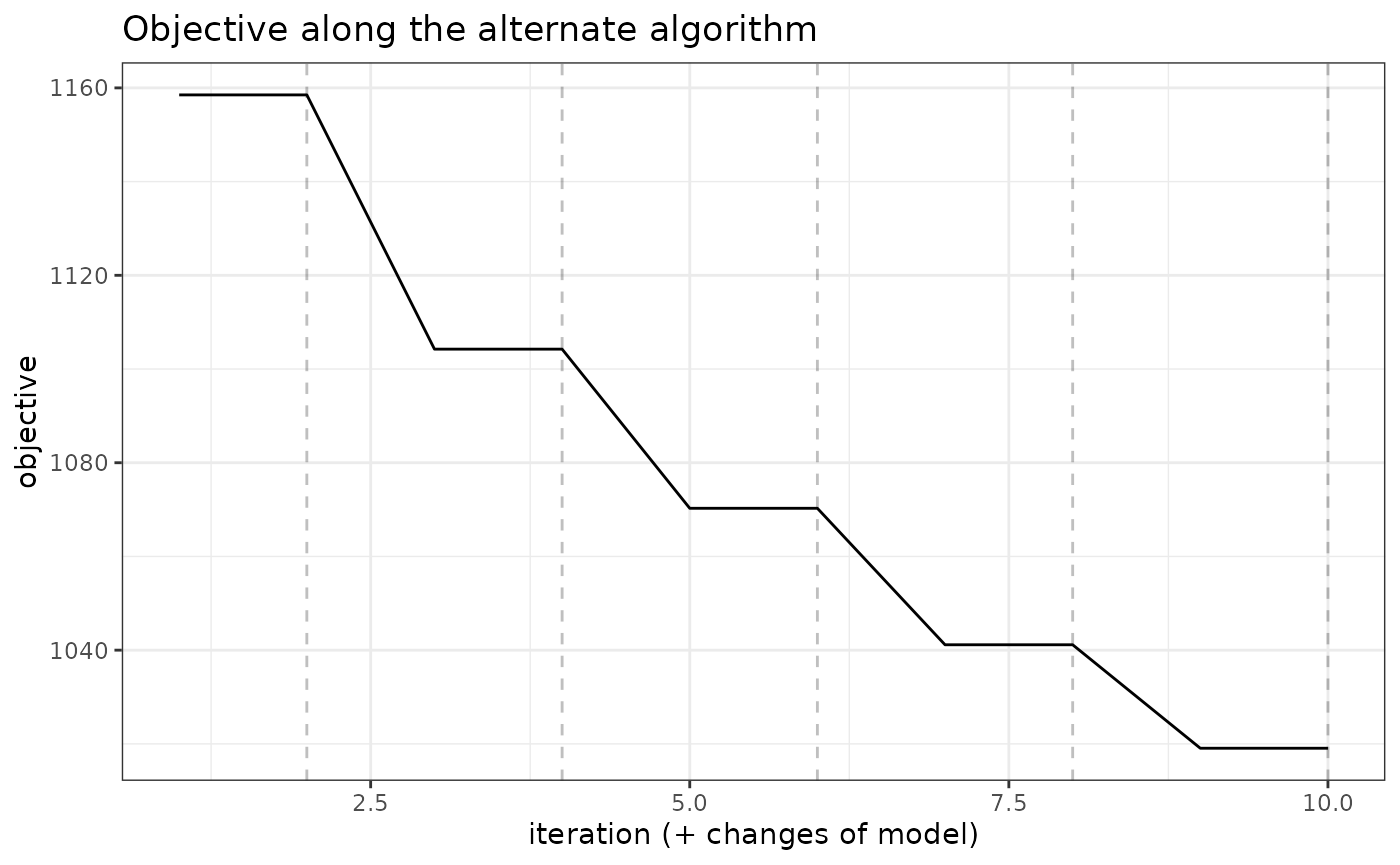 Objective along the alternate algorithm
1160
1120
1080
1040
objective
2.5 5.0 7.5 10.0
iteration (+ changes of model)